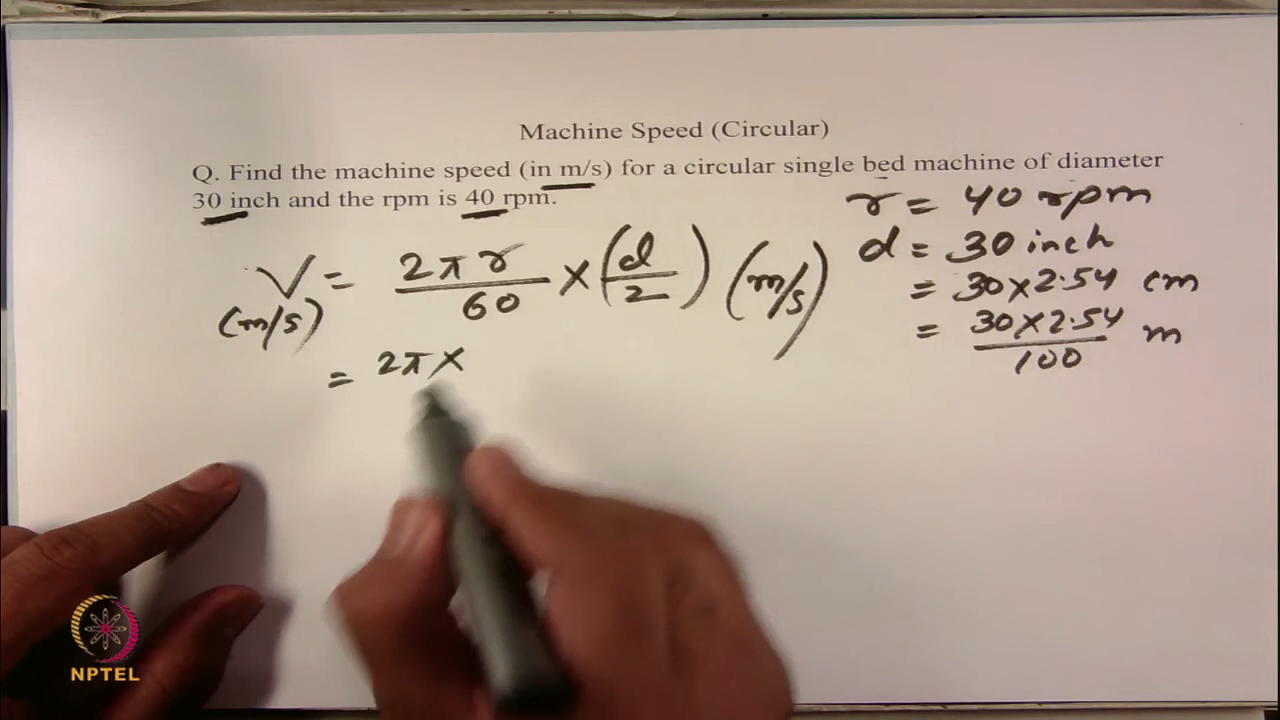 Machine Speed (Circular)
Q. Find the machine speed (in m/s) for a circular single bed machine of diameter
30 inch and the rpm is 40 rpm.
r = 40 rpm
d = 30 inch
= 30×2.54 cm
= 30×2.54/100 m
V (m/s) = 2πr/60 × (d/2) (m/s)
= 2π×
NPTEL